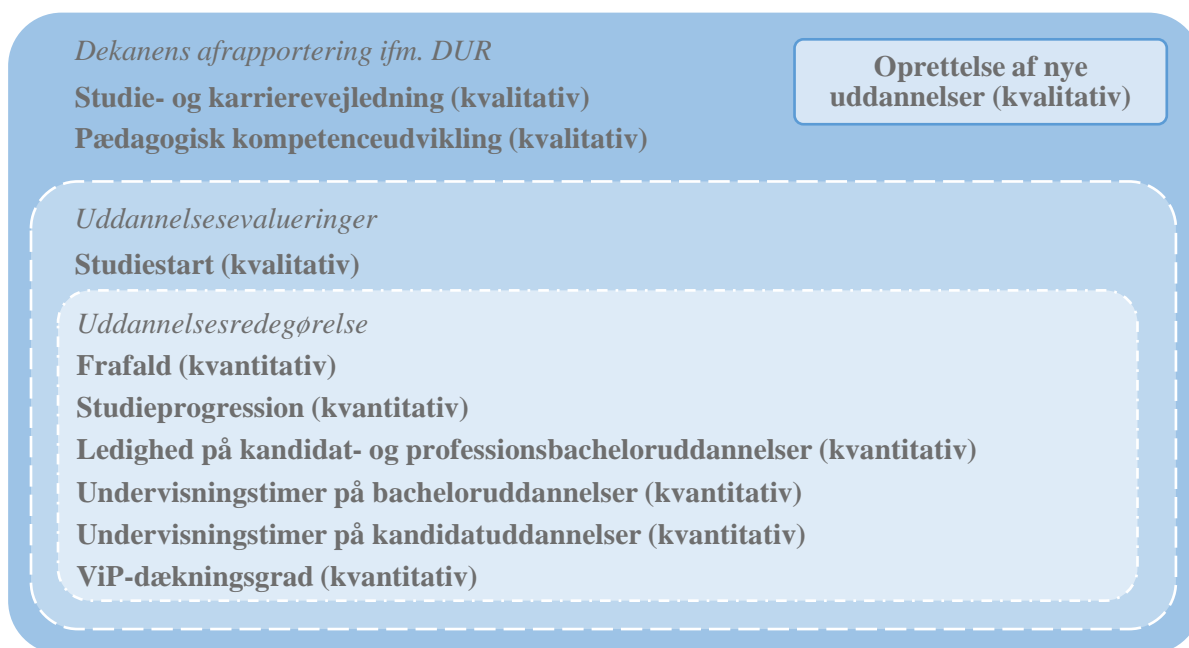 Dekanens afrapportering ifm. DUR
Studie- og karrierevejledning (kvalitativ)
Pædagogisk kompetenceudvikling (kvalitativ)
Oprettelse af nye
uddannelser (kvalitativ)
Uddannelsesevalueringer
Studiestart (kvalitativ)
Uddannelsesredegørelse
Frafald (kvantitativ)
Studieprogression (kvantitativ)
Ledighed på kandidat- og professionsbacheloruddannelser (kvantitativ)
Undervisningstimer på bacheloruddannelser (kvantitativ)
Undervisningstimer på kandidatuddannelser (kvantitativ)
ViP-dækningsgrad (kvantitativ)